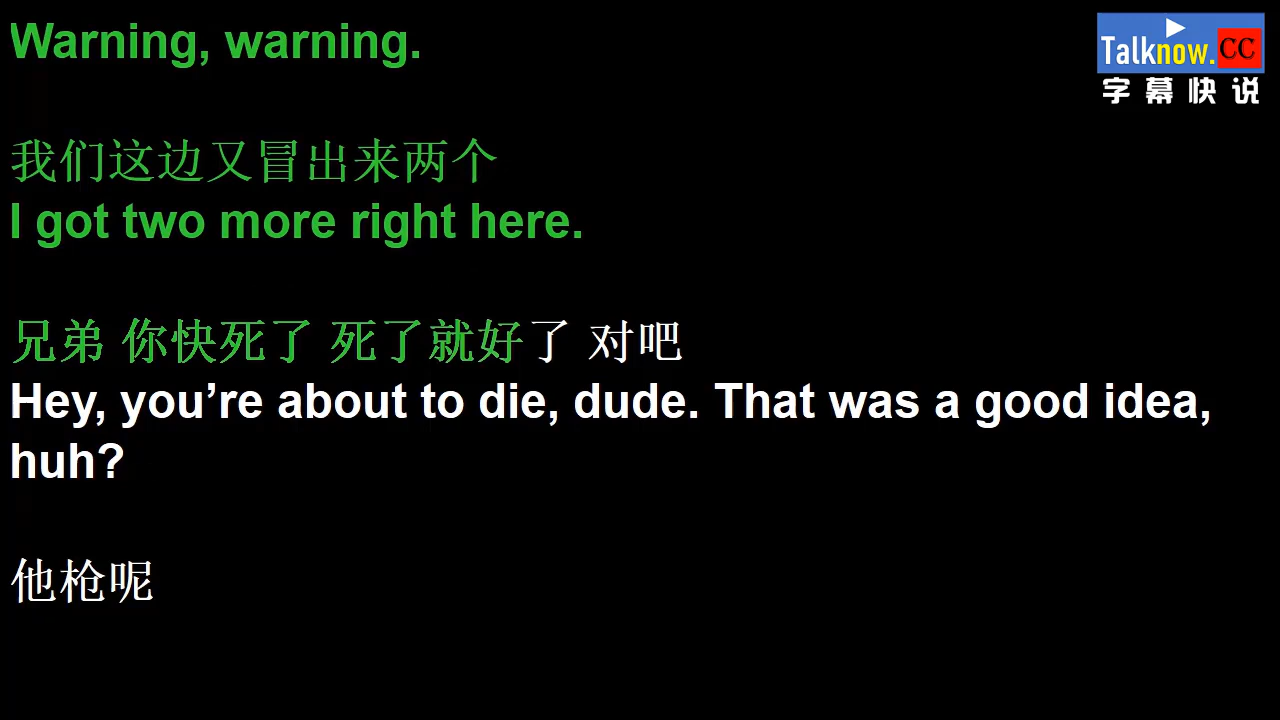 Warning, warning.
Talknow.CC
字幕快说
我们这边又冒出来两个
I got two more right here.
兄弟 你快死了 死了就好了 对吧
Hey, you’re about to die, dude. That was a good idea,
huh?
他枪呢